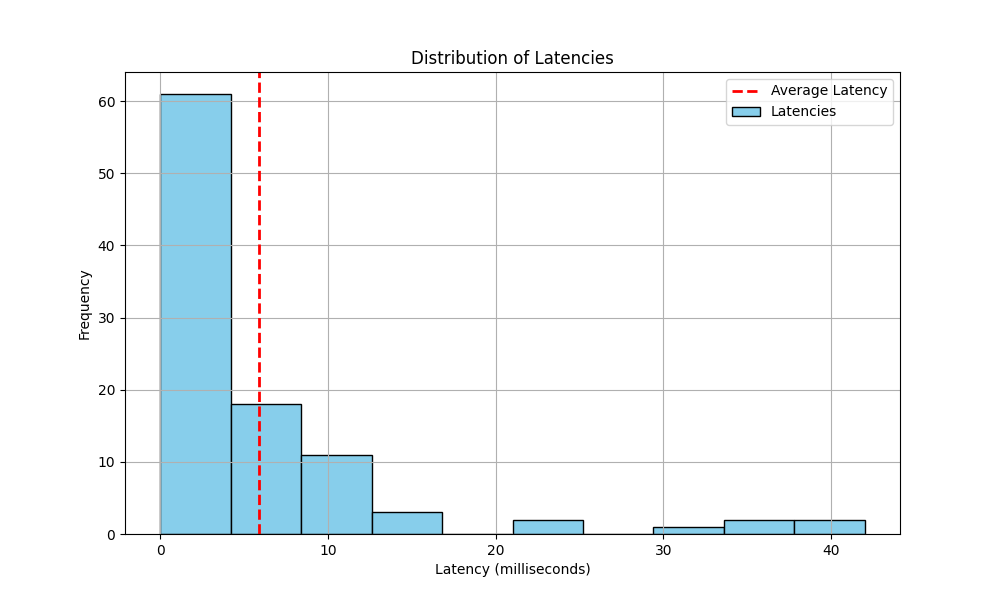 Distribution of Latencies
Average Latency
Latencies
60
50
40
30
20
10
0
Frequency
0 10 20 30 40
Latency (milliseconds)